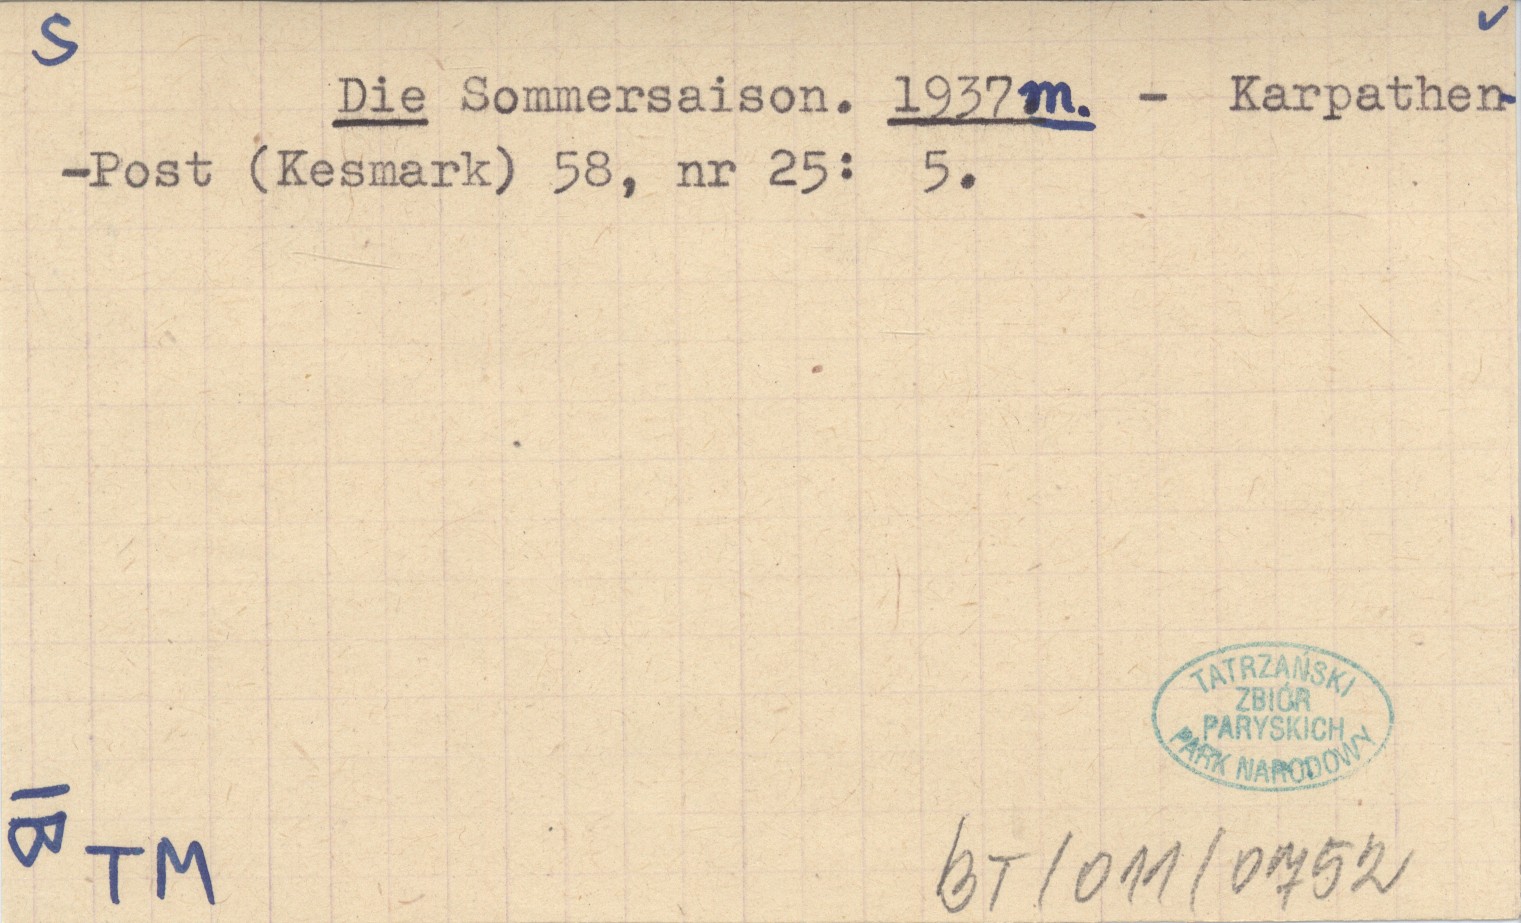 S ✓
Die Sommersaison. 1937m. - Karpathen-
-Post (Kesmark) 58, nr 25: 5.
TATRZAŃSKI
ZBIÓR
PARYSKICH
PARK NARODOWY
IB
TM
BT/011/0752